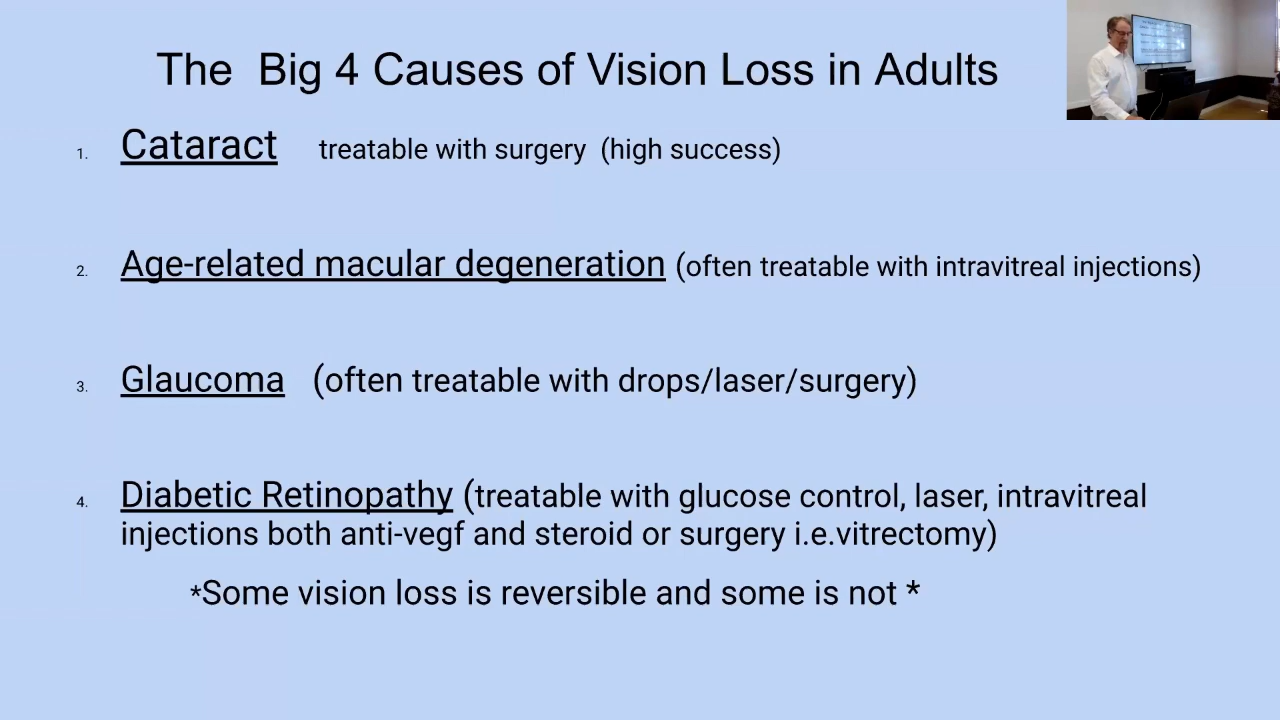 The Big 4 Causes of Vision Loss in Adults
1. Cataract treatable with surgery (high success)
2. Age-related macular degeneration (often treatable with intravitreal injections)
3. Glaucoma (often treatable with drops/laser/surgery)
4. Diabetic Retinopathy (treatable with glucose control, laser, intravitreal
injections both anti-vegf and steroid or surgery i.e.vitrectomy)
*Some vision loss is reversible and some is not *